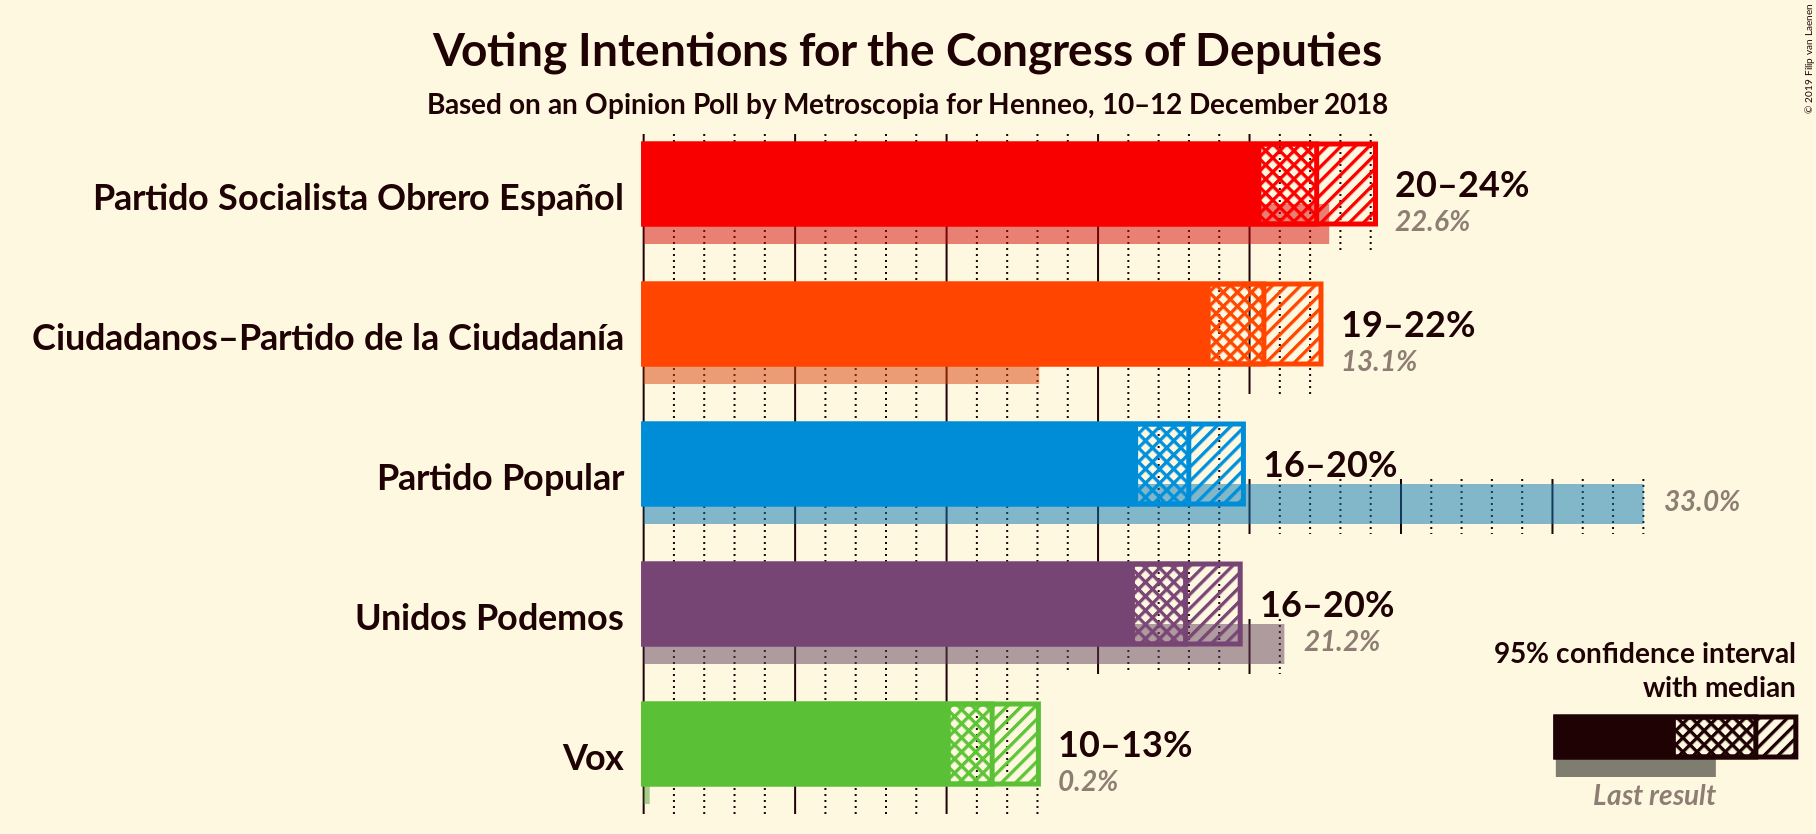 Voting Intentions for the Congress of Deputies
Based on an Opinion Poll by Metroscopia for Henneo, 10–12 December 2018
© 2019 Filip van Laenen
Partido Socialista Obrero Español
20–24%
22.6%
Ciudadanos–Partido de la Ciudadanía
19–22%
13.1%
Partido Popular
16–20%
33.0%
Unidos Podemos
16–20%
21.2%
Vox
10–13%
0.2%
95% confidence interval
with median
Last result